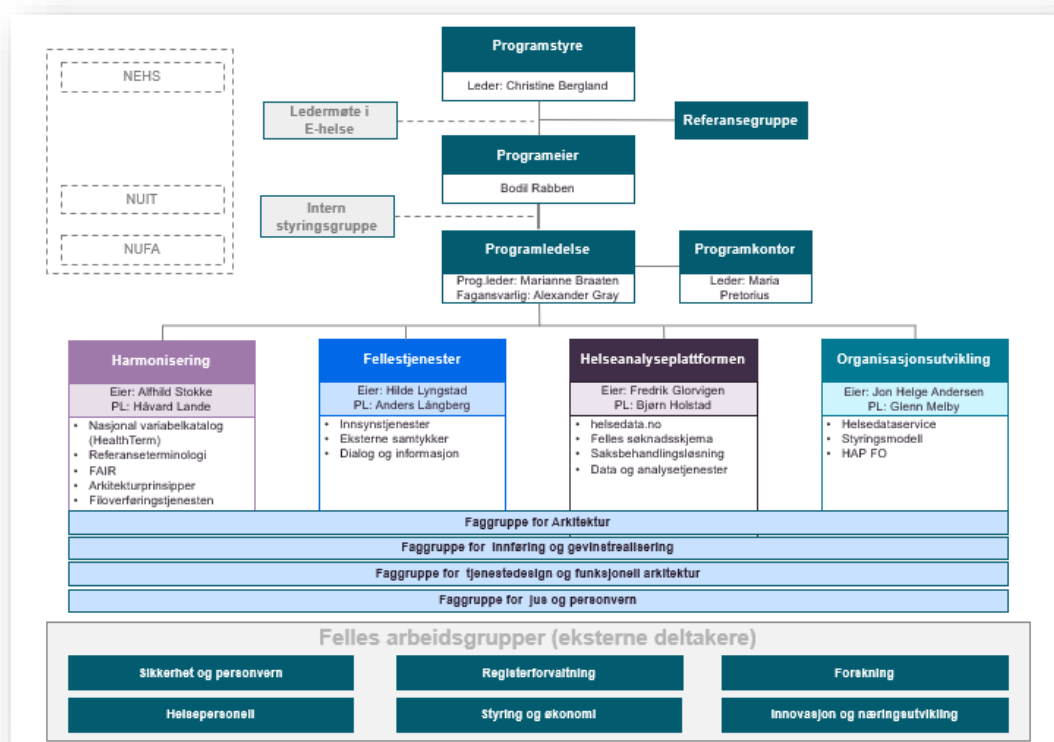 NEHS
NUIT
NUFA
Programstyre
Leder: Christine Bergland
Ledermøte i
E-helse
Referansegruppe
Programeier
Bodil Rabben
Intern
styringsgruppe
Programledelse
Prog.leder: Marianne Braaten
Fagansvarlig: Alexander Gray
Programkontor
Leder: Maria
Pretorius
Harmonisering
Eier: Alfhild Stokke
PL: Håvard Lande
• Nasjonal variabelkatalog
(HealthTerm)
• Referanseterminologi
• FAIR
• Arkitekturprinsipper
• Filoverføringstjenesten
Fellestjenester
Eier: Hilde Lyngstad
PL: Anders Långberg
• Innsynstjenester
• Eksterne samtykker
• Dialog og informasjon
Helseanalyseplattformen
Eier: Fredrik Glorvigen
PL: Bjørn Holstad
• helsedata.no
• Felles søknadsskjema
• Saksbehandlingsløsning
• Data og analysetjenester
Organisasjonsutvikling
Eier: Jon Helge Andersen
PL: Glenn Melby
• Helsedataservice
• Styringsmodell
• HAP FO
Faggruppe for Arkitektur
Faggruppe for innføring og gevinstrealisering
Faggruppe for tjenestedesign og funksjonell arkitektur
Faggruppe for jus og personvern
Felles arbeidsgrupper (eksterne deltakere)
Sikkerhet og personvern
Registerforvaltning
Forskning
Helsepersonell
Styring og økonomi
Innovasjon og næringsutvikling